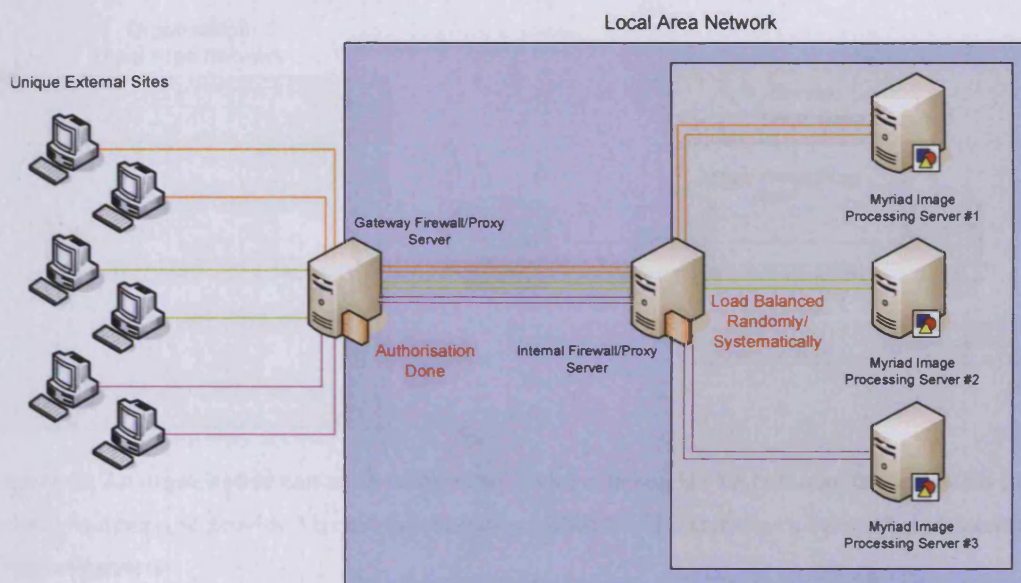 Local Area Network
Unique External Sites
Gateway Firewall/Proxy
Server
Authorisation
Done
Internal Firewall/Proxy
Server
Load Balanced
Randomly/
Systematically
Myriad Image
Processing Server #1
Myriad Image
Processing Server #2
Myriad Image
Processing Server #3